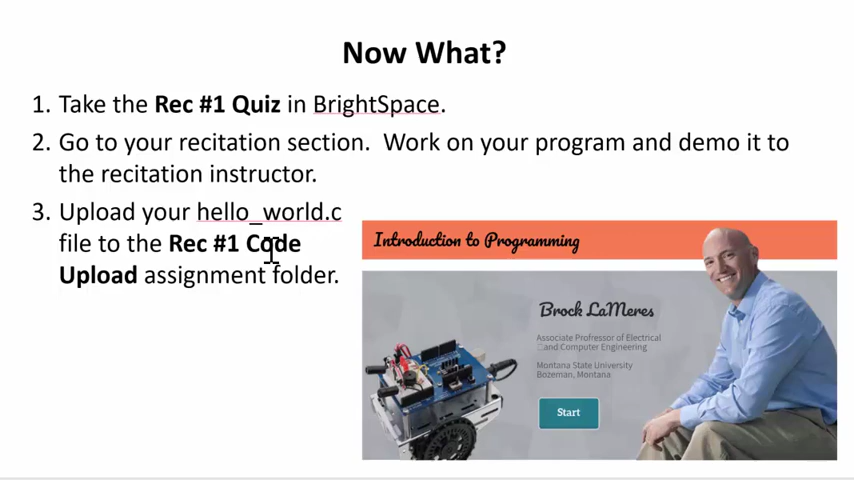 Now What?
1. Take the Rec #1 Quiz in BrightSpace.
2. Go to your recitation section. Work on your program and demo it to
the recitation instructor.
3. Upload your hello_world.c
file to the Rec #1 Code
Upload assignment folder.
Introduction to Programming
Brock LaMeres
Associate Profressor of Electrical
□and Computer Engineering
Montana State University
Bozeman, Montana
Start